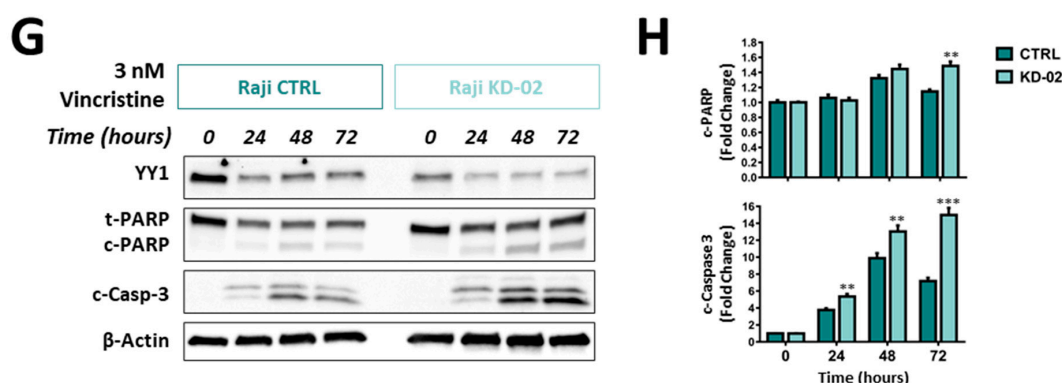 G
3 nM
Vincristine
Raji CTRL
Raji KD-02
Time (hours)
0 24 48 72 0 24 48 72
YY1
t-PARP
c-PARP
c-Casp-3
β-Actin
H
CTRL
KD-02
c-PARP
(Fold Change)
1.8
1.6
1.4
1.2
1.0
0.8
0.6
0.4
0.2
0.0
**
c-Caspase 3
(Fold Change)
16
14
12
10
8
6
4
2
0
** ** ***
0 24 48 72
Time (hours)